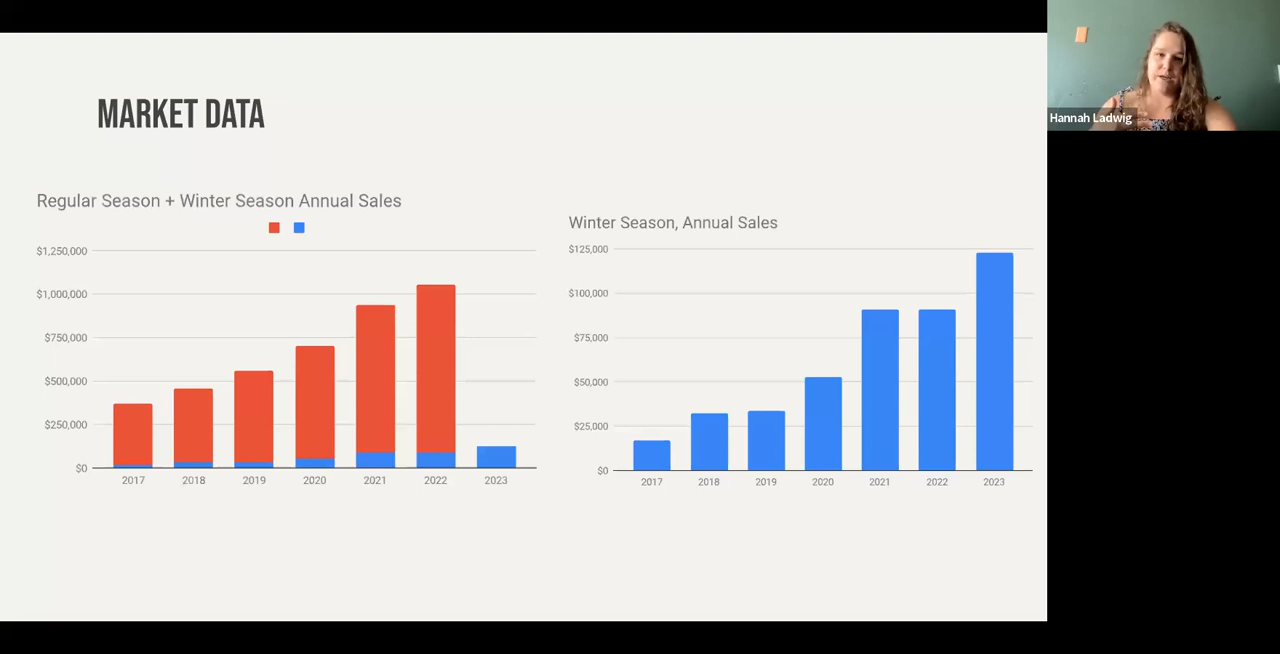 MARKET DATA
Regular Season + Winter Season Annual Sales
$1,250,000
$1,000,000
$750,000
$500,000
$250,000
$0
2017 2018 2019 2020 2021 2022 2023
Winter Season, Annual Sales
$125,000
$100,000
$75,000
$50,000
$25,000
$0
2017 2018 2019 2020 2021 2022 2023
Hannah Ladwig